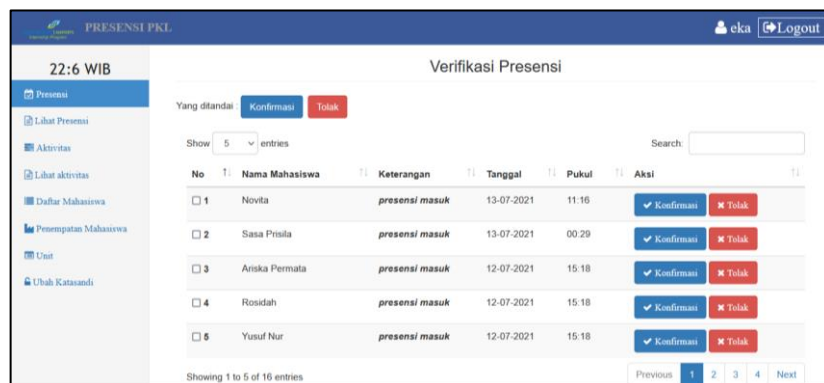 PRESENSI PKL
eka Logout
22:6 WIB
Presensi
Lihat Presensi
Aktivitas
Lihat aktivitas
Daftar Mahasiswa
Penempatan Mahasiswa
Unit
Ubah Katasandi
Verifikasi Presensi
Yang ditandai : Konfirmasi Tolak
Show 5 entries Search:
No Nama Mahasiswa Keterangan Tanggal Pukul Aksi
1 Novita presensi masuk 13-07-2021 11:16 Konfirmasi Tolak
2 Sasa Prisila presensi masuk 13-07-2021 00:29 Konfirmasi Tolak
3 Ariska Permata presensi masuk 12-07-2021 15:18 Konfirmasi Tolak
4 Rosidah presensi masuk 12-07-2021 15:18 Konfirmasi Tolak
5 Yusuf Nur presensi masuk 12-07-2021 15:18 Konfirmasi Tolak
Showing 1 to 5 of 16 entries Previous 1 2 3 4 Next